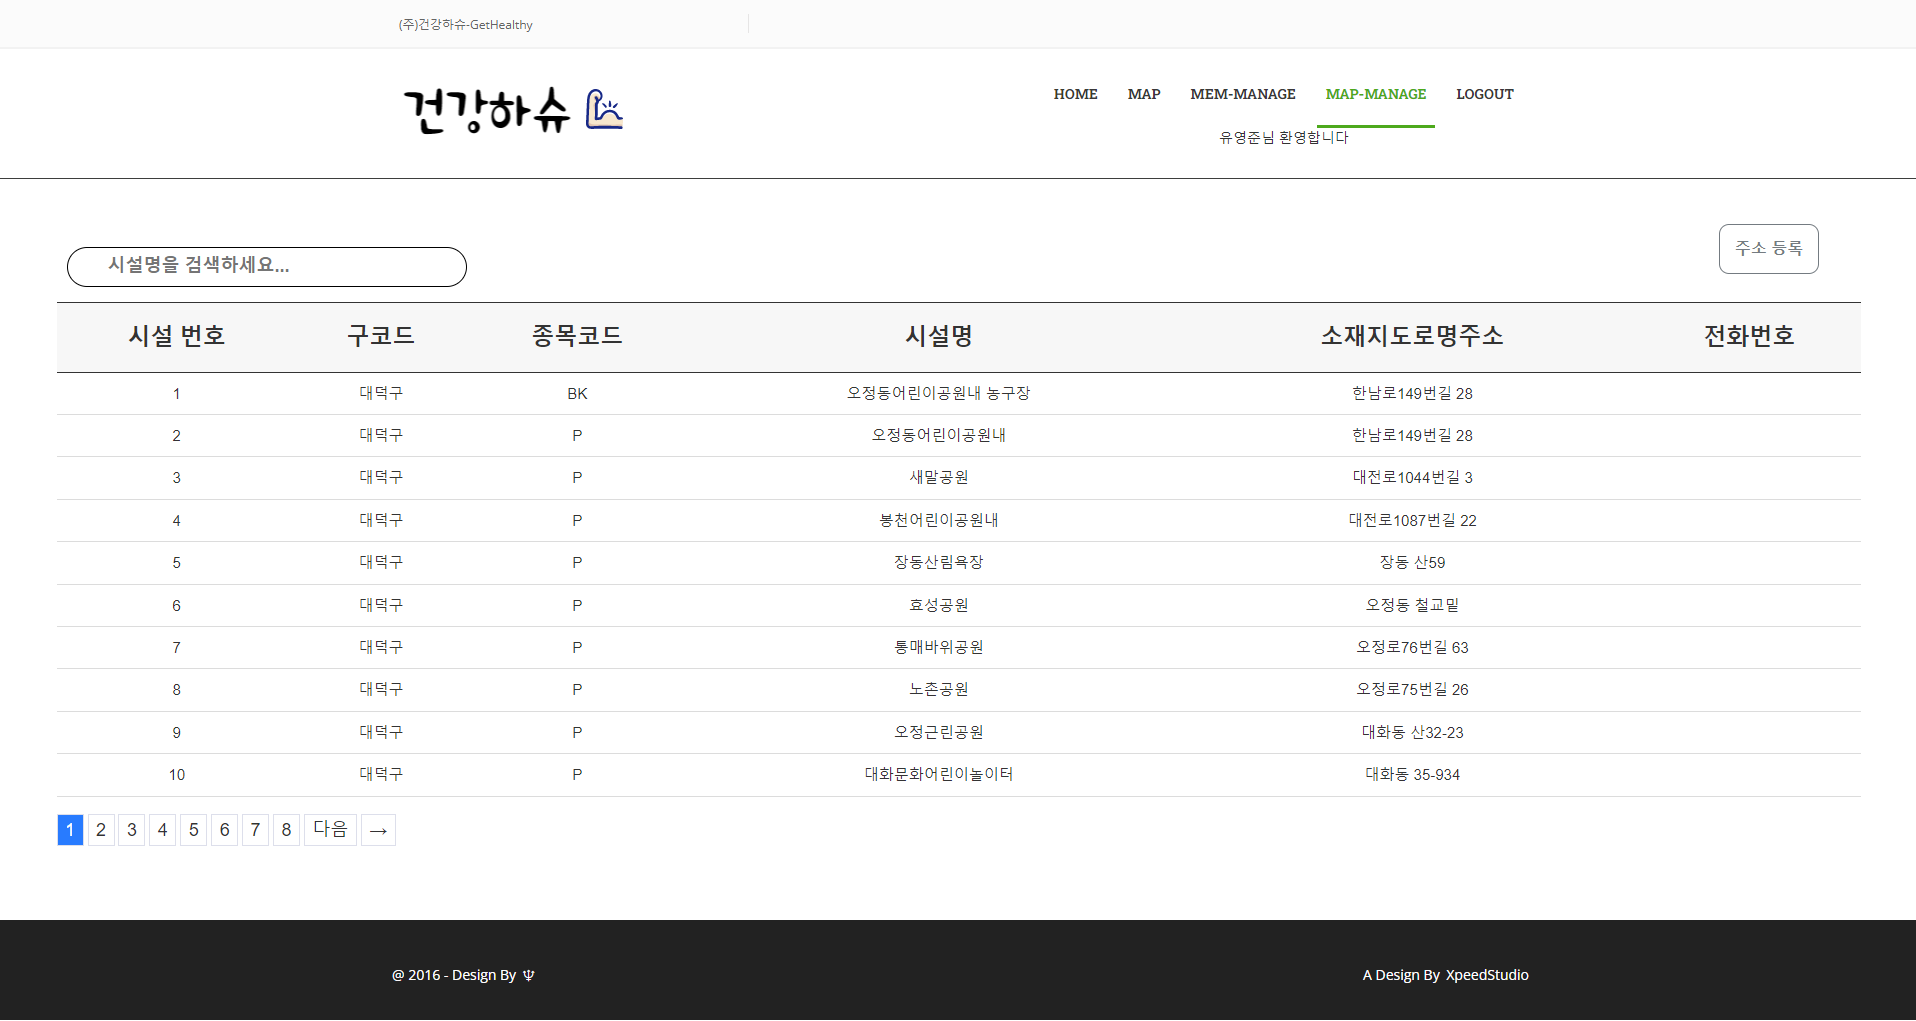 (주)건강하슈-GetHealthy
건강하슈
HOME MAP MEM-MANAGE MAP-MANAGE LOGOUT
유영준님 환영합니다
주소 등록
시설명을 검색하세요...
시설 번호 구코드 종목코드 시설명 소재지도로명주소 전화번호
1 대덕구 BK 오정동어린이공원내 농구장 한남로149번길 28
2 대덕구 P 오정동어린이공원내 한남로149번길 28
3 대덕구 P 새말공원 대전로1044번길 3
4 대덕구 P 봉천어린이공원내 대전로1087번길 22
5 대덕구 P 장동산림욕장 장동 산59
6 대덕구 P 효성공원 오정동 철교밑
7 대덕구 P 통매바위공원 오정로76번길 63
8 대덕구 P 노촌공원 오정로75번길 26
9 대덕구 P 오정근린공원 대화동 산32-23
10 대덕구 P 대화문화어린이놀이터 대화동 35-934
1 2 3 4 5 6 7 8 다음 →
@ 2016 - Design By ♆ A Design By XpeedStudio